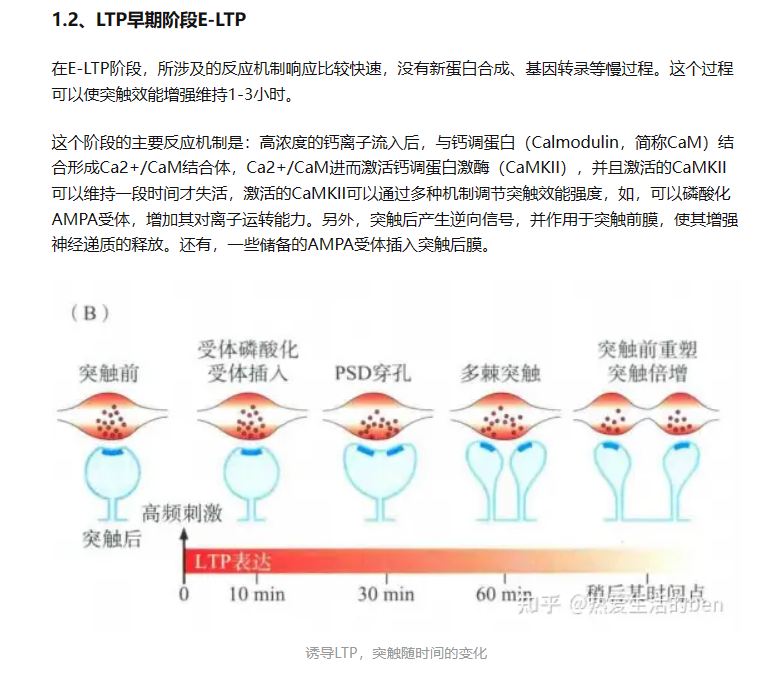 1.2、LTP早期阶段E-LTP
在E-LTP阶段，所涉及的反应机制响应比较快速，没有新蛋白合成、基因转录等慢过程。这个过程
可以使突触效能增强维持1-3小时。
这个阶段的主要反应机制是：高浓度的钙离子流入后，与钙调蛋白（Calmodulin，简称CaM）结
合形成Ca2+/CaM结合体，Ca2+/CaM进而激活钙调蛋白激酶（CaMKII），并且激活的CaMKII
可以维持一段时间才失活，激活的CaMKII可以通过多种机制调节突触效能强度，如，可以磷酸化
AMPA受体，增加其对离子运转能力。另外，突触后产生逆向信号，并作用于突触前膜，使其增强
神经递质的释放。还有，一些储备的AMPA受体插入突触后膜。
（B）
突触前
受体磷酸化
受体插入
PSD穿孔
多棘突触
突触前重塑
突触倍增
突触后
高频刺激
LTP表达
0 10 min 30 min 60 min 稍后某时间点
知乎 @热爱生活的ben
诱导LTP，突触随时间的变化